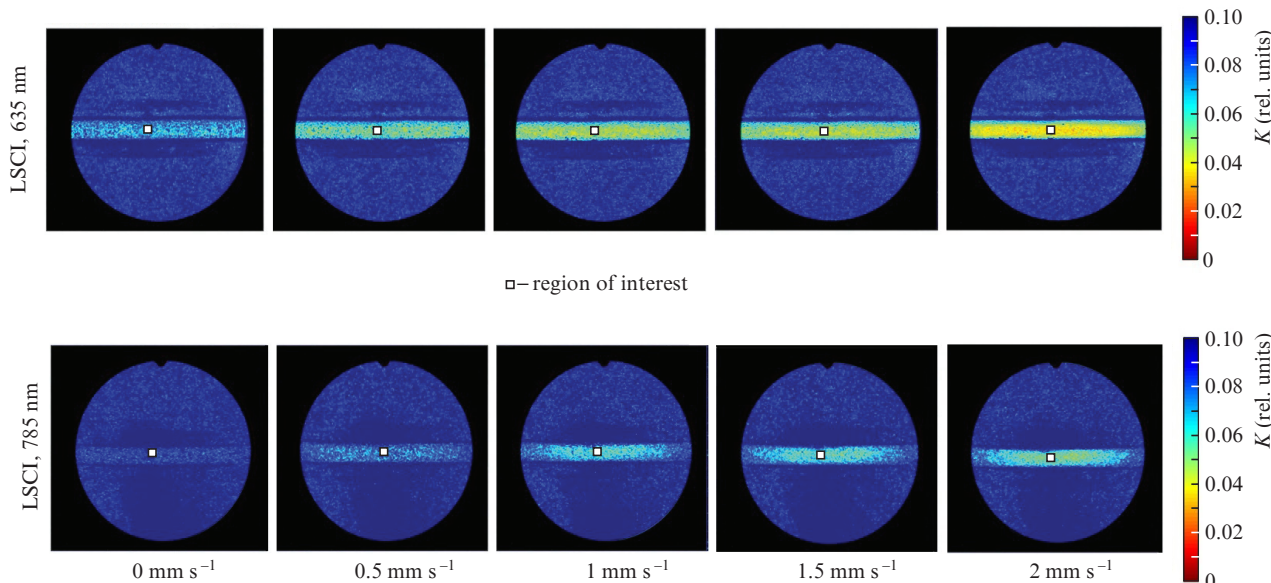 LSCI, 635 nm
0.10
0.08
0.06
0.04
0.02
0
K (rel. units)
□ – region of interest
LSCI, 785 nm
0.10
0.08
0.06
0.04
0.02
0
K (rel. units)
0 mm s⁻¹
0.5 mm s⁻¹
1 mm s⁻¹
1.5 mm s⁻¹
2 mm s⁻¹